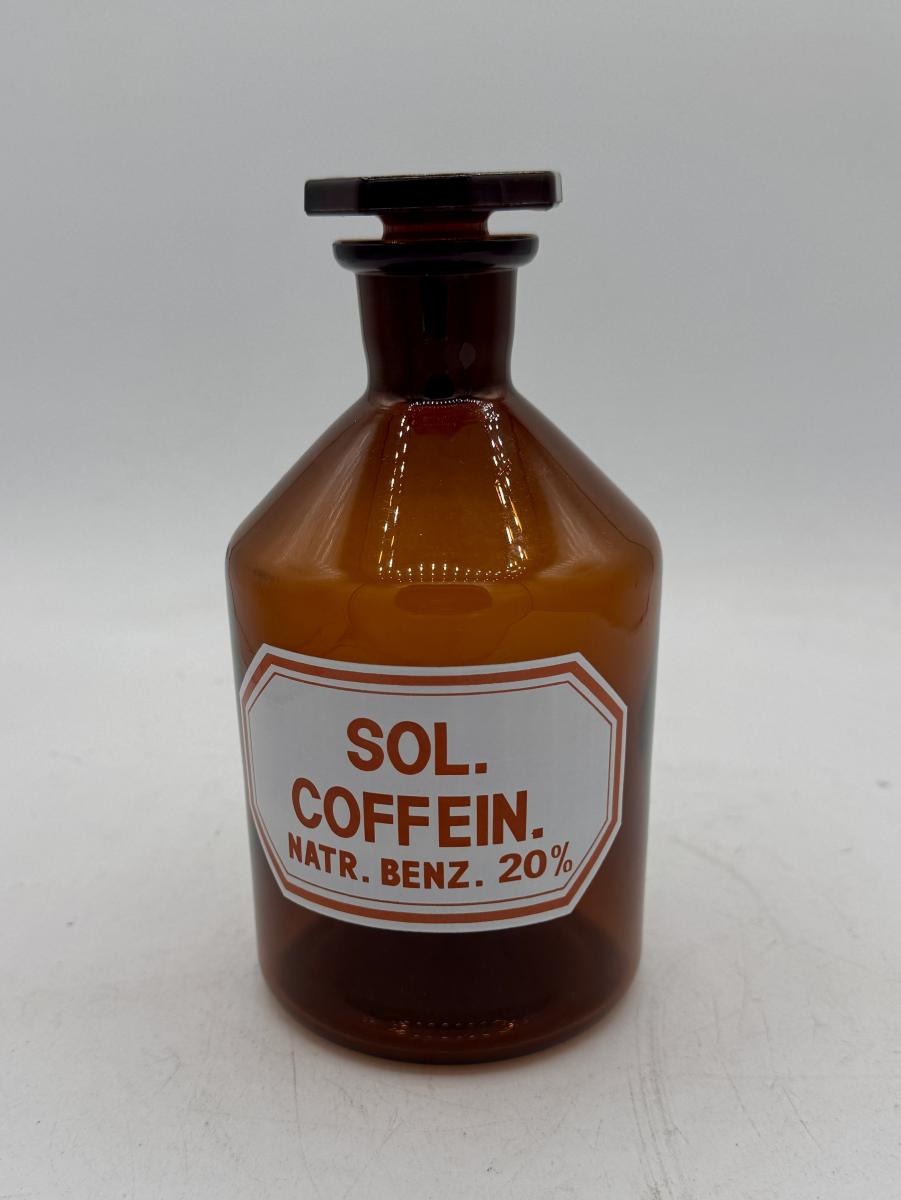 SOL.
COFFEIN.
NATR. BENZ. 20%